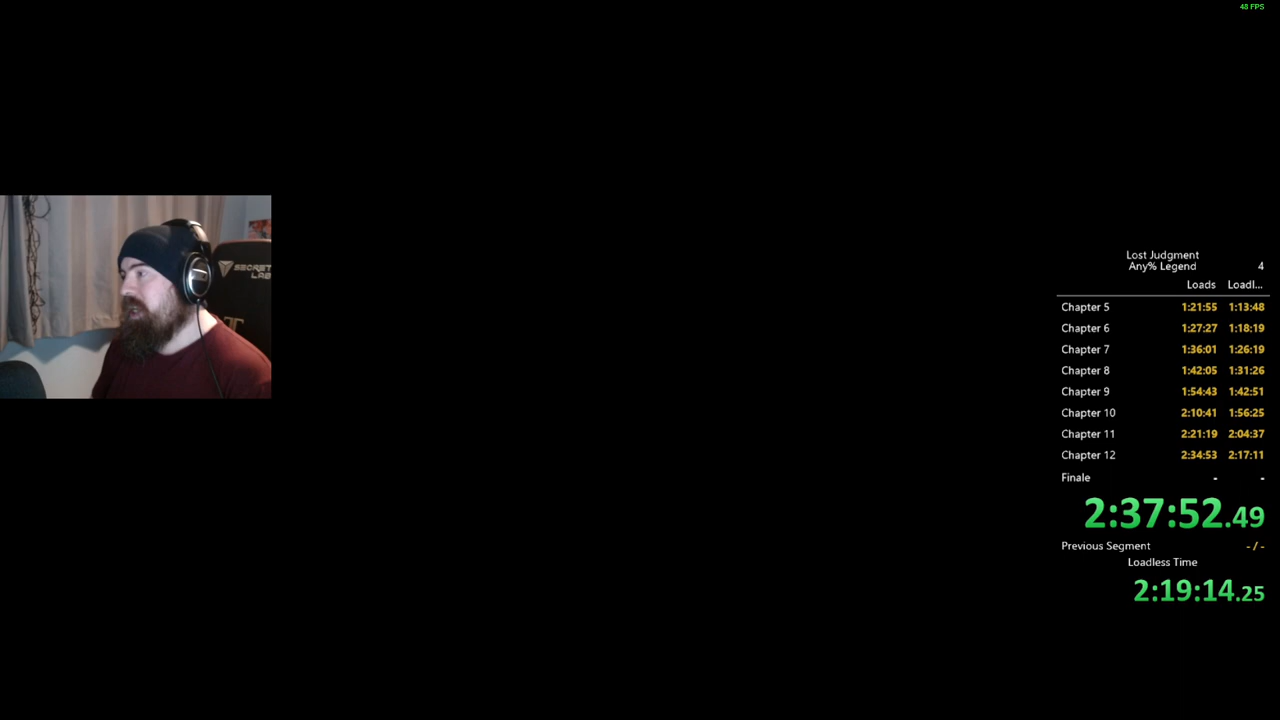 48 FPS
SECRET
LAB
Lost Judgment
Any% Legend 4
Loads Loadl...
Chapter 5 1:21:55 1:13:48
Chapter 6 1:27:27 1:18:19
Chapter 7 1:36:01 1:26:19
Chapter 8 1:42:05 1:31:26
Chapter 9 1:54:43 1:42:51
Chapter 10 2:10:41 1:56:25
Chapter 11 2:21:19 2:04:37
Chapter 12 2:34:53 2:17:11
Finale - -
2:37:52.49
Previous Segment - / -
Loadless Time
2:19:14.25